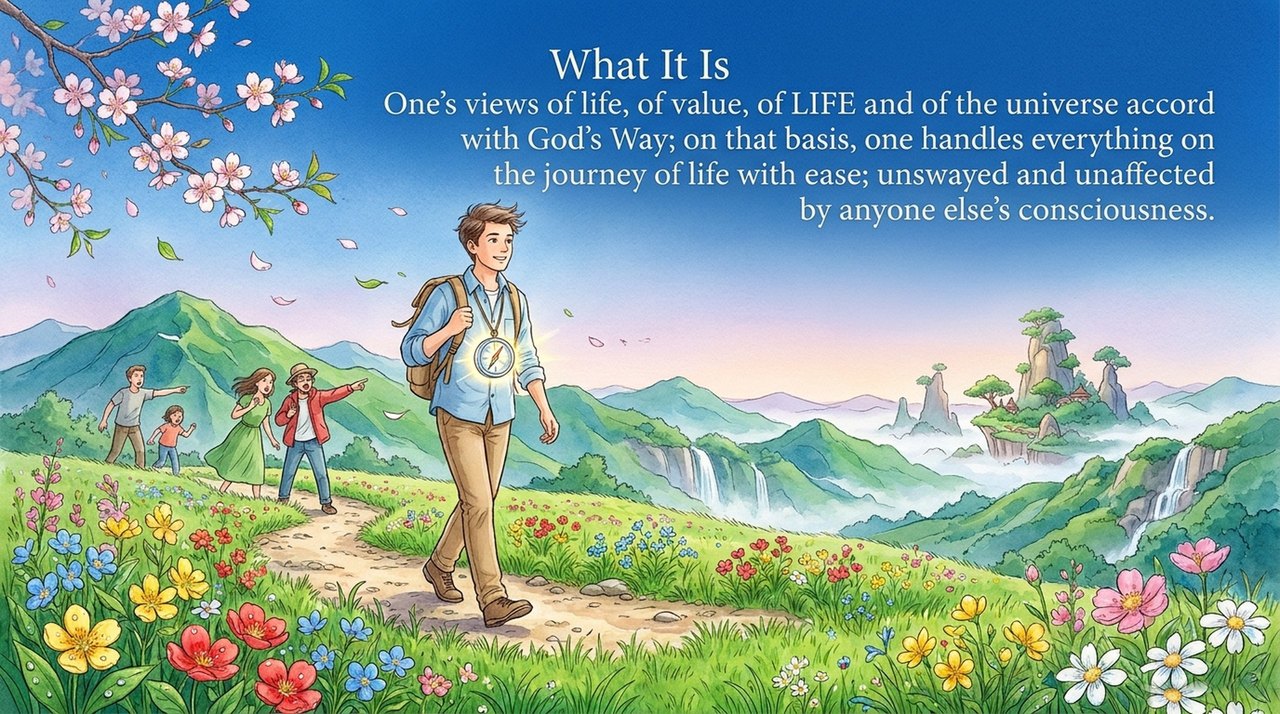 What It Is
One’s views of life, of value, of LIFE and of the universe accord
with God’s Way; on that basis, one handles everything on
the journey of life with ease; unswayed and unaffected
by anyone else’s consciousness.